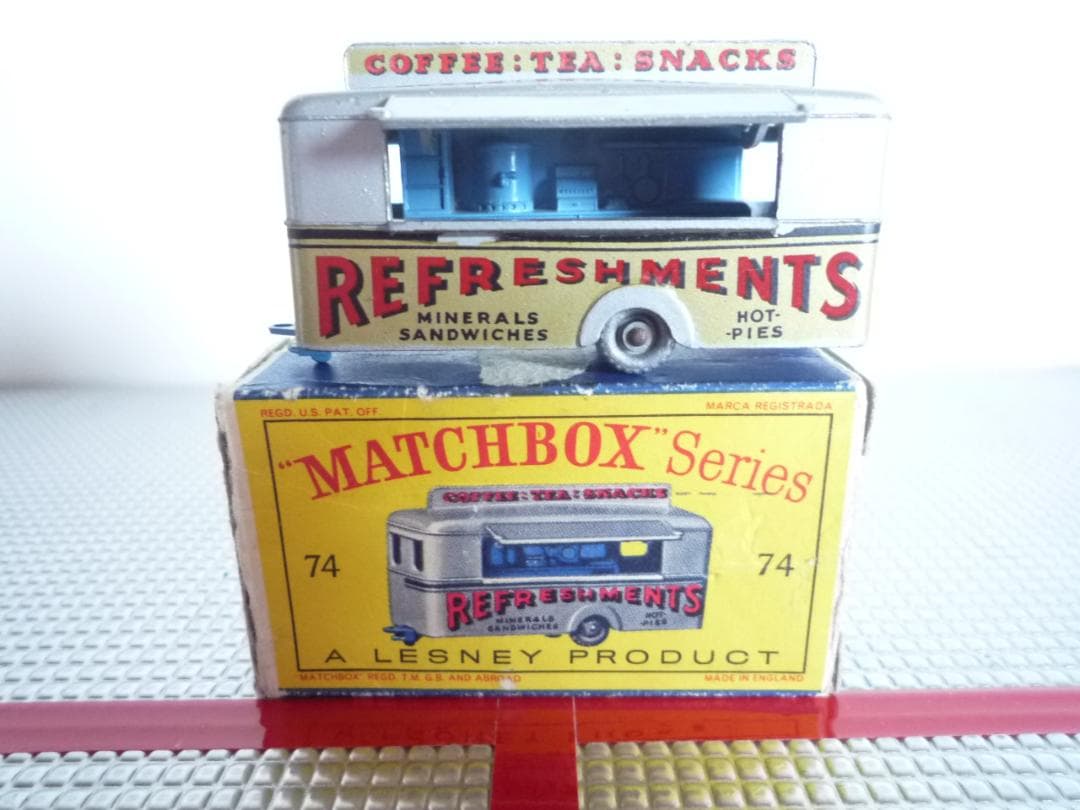 COFFEE : TEA : SNACKS
REFRESHMENTS
MINERALS
SANDWICHES
HOT-
-PIES
REGD. U.S. PAT. OFF.
MARCA REGISTRADA
"MATCHBOX" Series
COFFEE : TEA : SNACKS
74
74
REFRESHMENTS
MINERALS
SANDWICHES
HOT-
-PIES
A LESNEY PRODUCT
"MATCHBOX" REGD. T.M. G.B. AND ABROAD
MADE IN ENGLAND